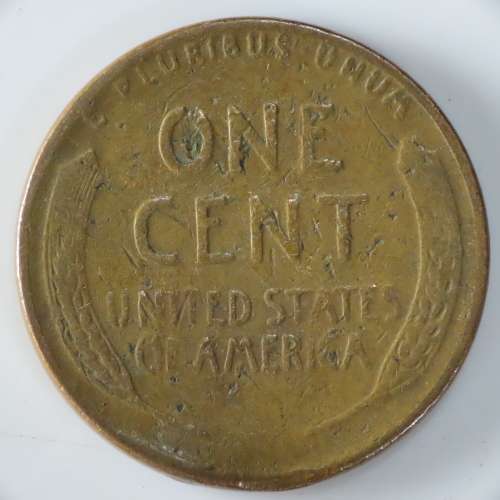 E PLURIBUS UNUM
ONE
CENT
UNITED STATES
OF AMERICA